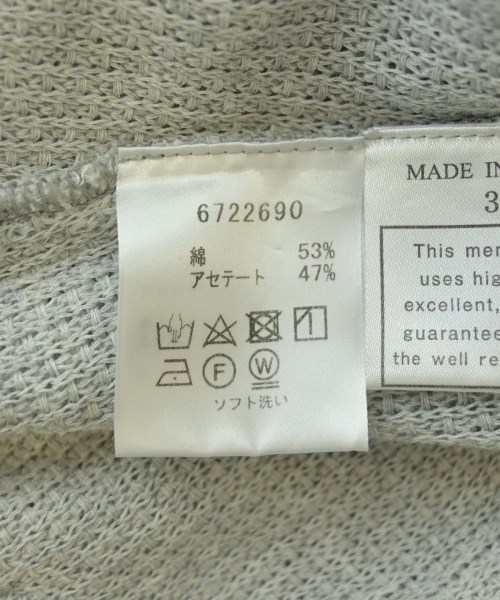 6722690
綿 53%
アセテート 47%
F W
ソフト洗い
MADE IN
3
This mer
uses hig
excellent,
guarantee
the well re